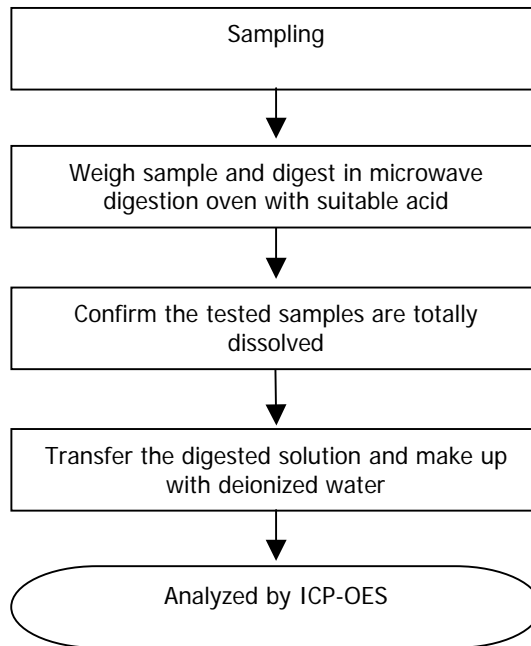 Sampling
Weigh sample and digest in microwave
digestion oven with suitable acid
Confirm the tested samples are totally
dissolved
Transfer the digested solution and make up
with deionized water
Analyzed by ICP-OES